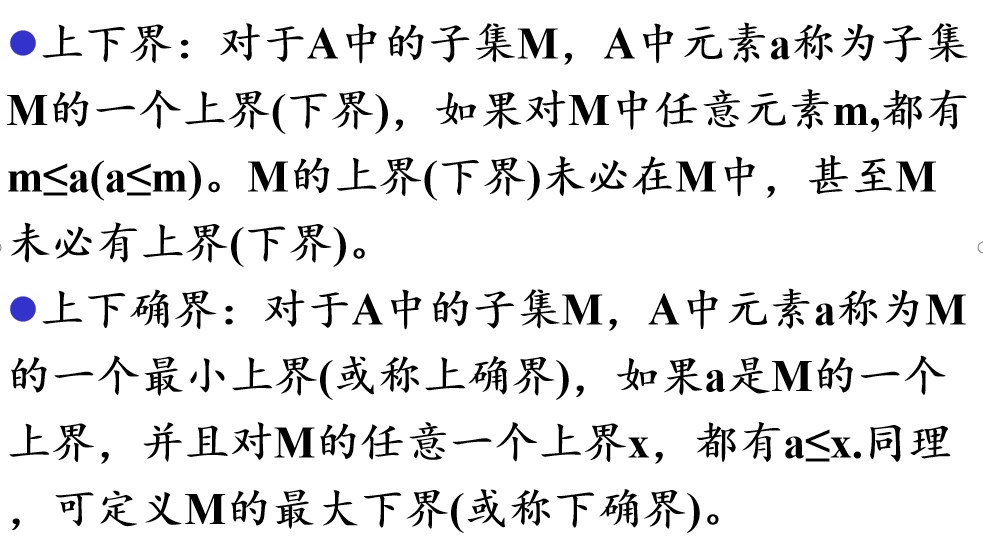 ●上下界：对于A中的子集M，A中元素a称为子集
M的一个上界(下界)，如果对M中任意元素m,都有
m≤a(a≤m)。M的上界(下界)未必在M中，甚至M
未必有上界(下界)。
●上下确界：对于A中的子集M，A中元素a称为M
的一个最小上界(或称上确界)，如果a是M的一个
上界，并且对M的任意一个上界x，都有a≤x.同理
，可定义M的最大下界(或称下确界)。